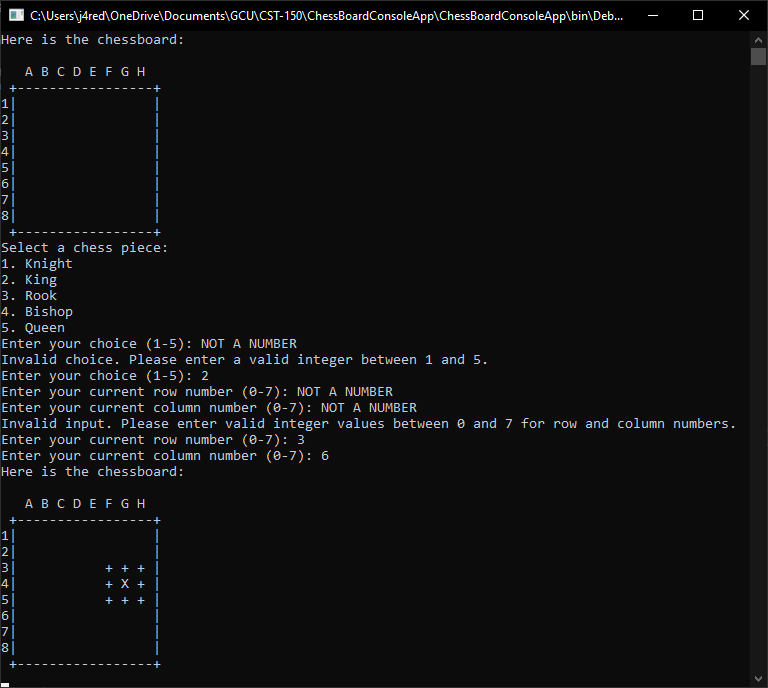 C:\Users\j4red\OneDrive\Documents\GCU\CST-150\ChessBoardConsoleApp\ChessBoardConsoleApp\bin\Deb...
Here is the chessboard:
   A B C D E F G H
 +-----------------+
1|                 |
2|                 |
3|                 |
4|                 |
5|                 |
6|                 |
7|                 |
8|                 |
 +-----------------+
Select a chess piece:
1. Knight
2. King
3. Rook
4. Bishop
5. Queen
Enter your choice (1-5): NOT A NUMBER
Invalid choice. Please enter a valid integer between 1 and 5.
Enter your choice (1-5): 2
Enter your current row number (0-7): NOT A NUMBER
Enter your current column number (0-7): NOT A NUMBER
Invalid input. Please enter valid integer values between 0 and 7 for row and column numbers.
Enter your current row number (0-7): 3
Enter your current column number (0-7): 6
Here is the chessboard:
   A B C D E F G H
 +-----------------+
1|                 |
2|                 |
3|           + + + |
4|           + X + |
5|           + + + |
6|                 |
7|                 |
8|                 |
 +-----------------+